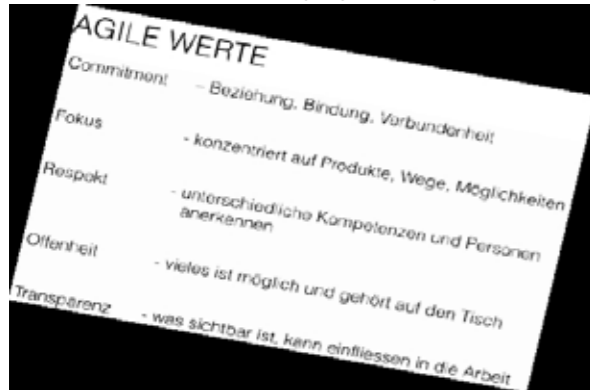 AGILE WERTE
Commitment - Beziehung, Bindung, Verbundenheit
Fokus - konzentriert auf Produkte, Wege, Möglichkeiten
Respekt - unterschiedliche Kompetenzen und Personen
anerkennen
Offenheit - vieles ist möglich und gehört auf den Tisch
Transparenz - was sichtbar ist, kann einfliessen in die Arbeit